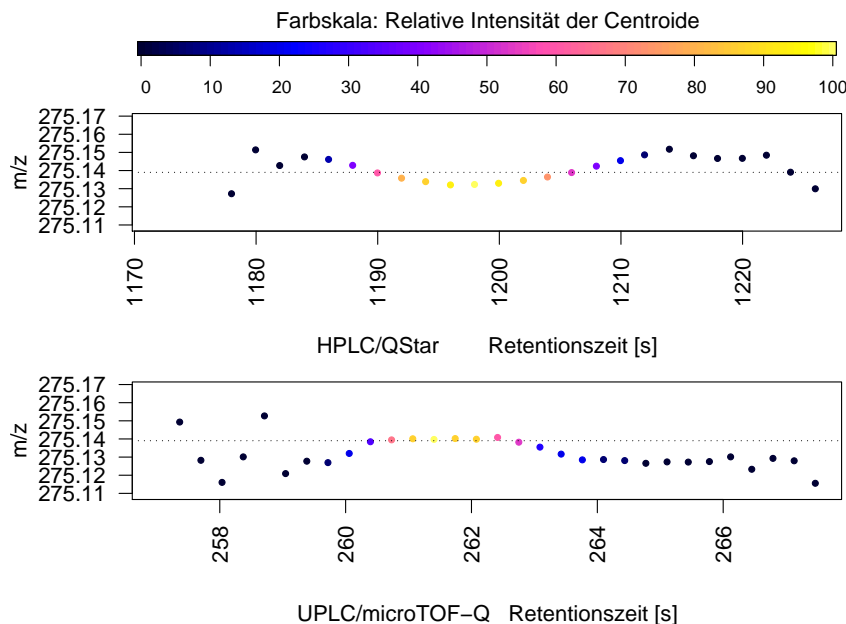 Farbskala: Relative Intensität der Centroide
0 10 20 30 40 50 60 70 80 90 100
275.17
275.16
275.15
275.14
275.13
275.12
275.11
m/z
1170 1180 1190 1200 1210 1220
HPLC/QStar Retentionszeit [s]
275.17
275.16
275.15
275.14
275.13
275.12
275.11
m/z
258 260 262 264 266
UPLC/microTOF−Q Retentionszeit [s]